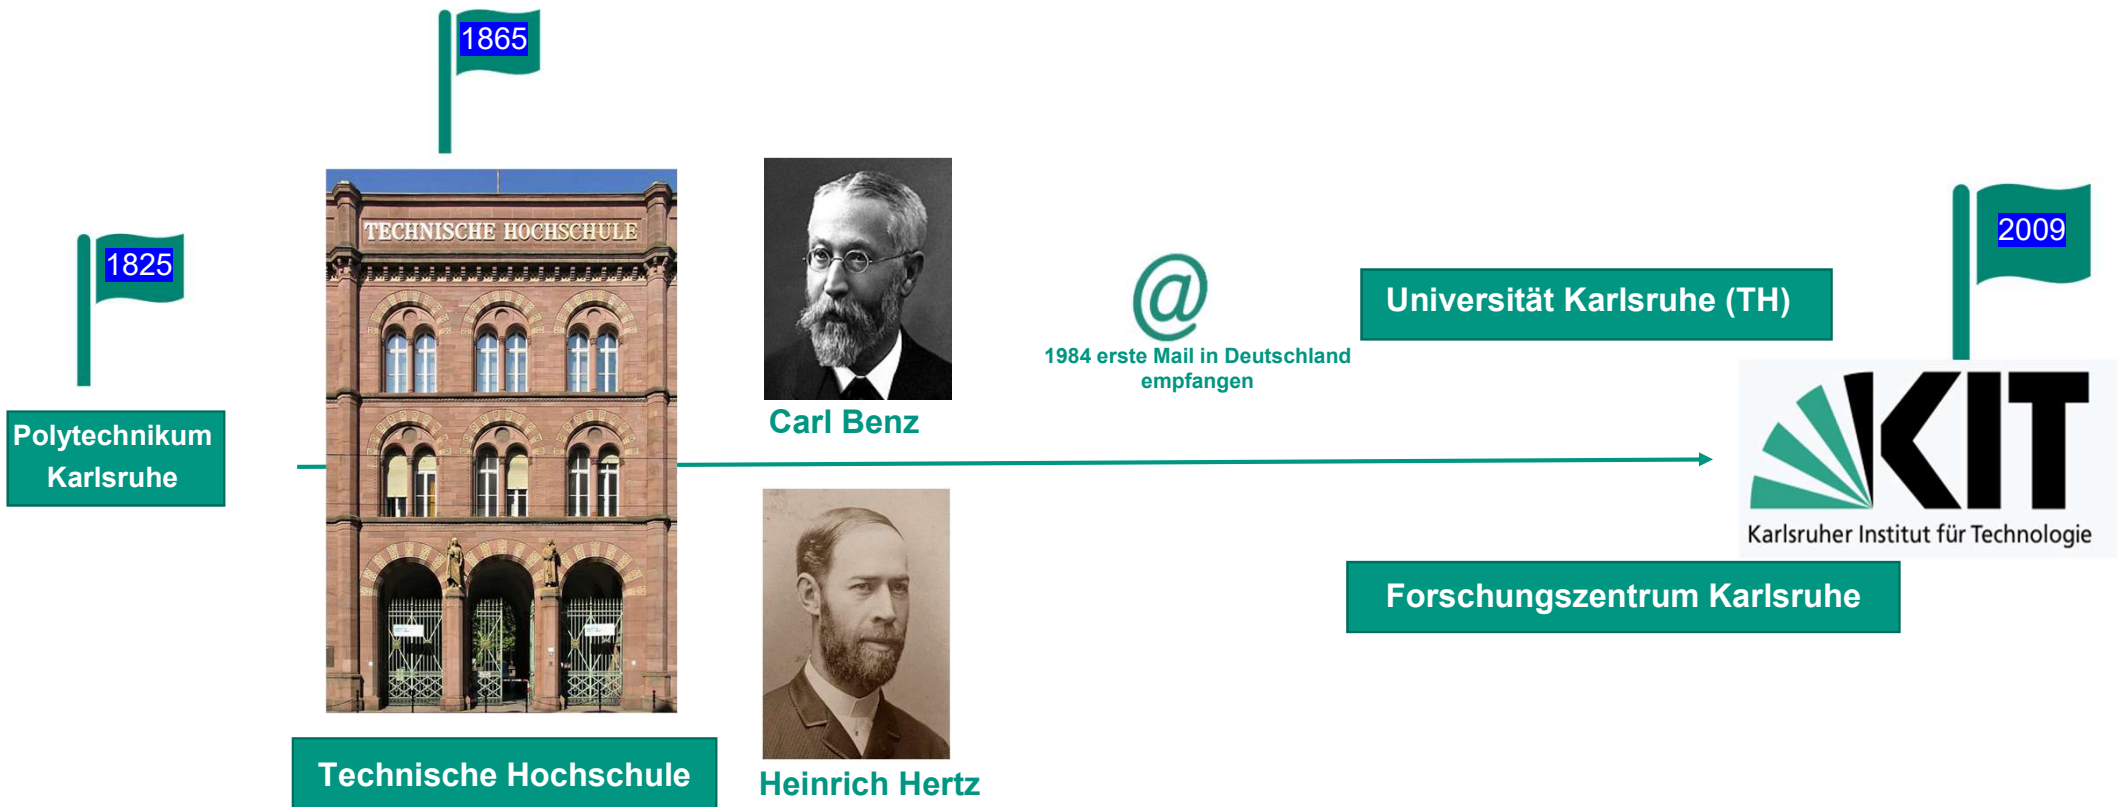 1865
1825
Polytechnikum
Karlsruhe
TECHNISCHE HOCHSCHULE
Technische Hochschule
Carl Benz
Heinrich Hertz
@
1984 erste Mail in Deutschland
empfangen
Universität Karlsruhe (TH)
Forschungszentrum Karlsruhe
2009
KIT
Karlsruher Institut für Technologie